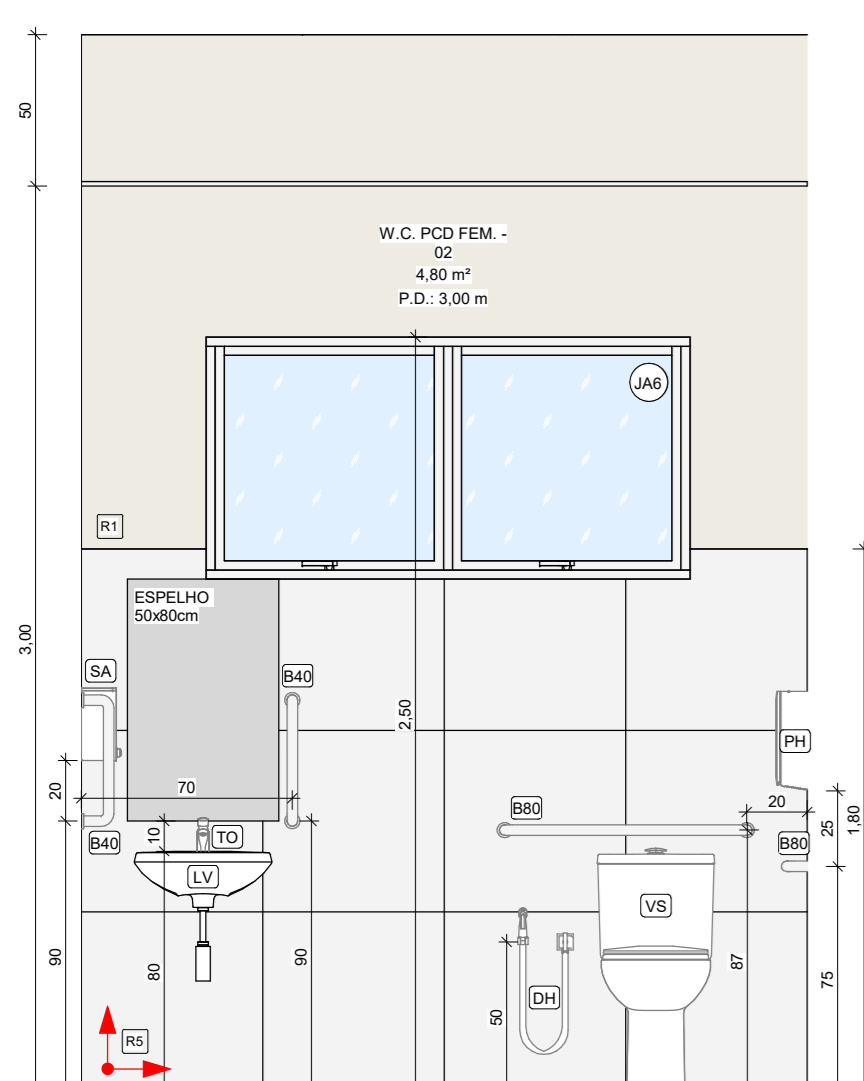 50
W.C. PCD FEM. -
02
4,80 m²
P.D.: 3,00 m
JA6
R1
ESPELHO
50x80cm
3,00
SA
B40
2,50
PH
20
70
20
B80
25
1,80
10
TO
B40
B80
LV
VS
90
80
90
87
75
DH
50
R5